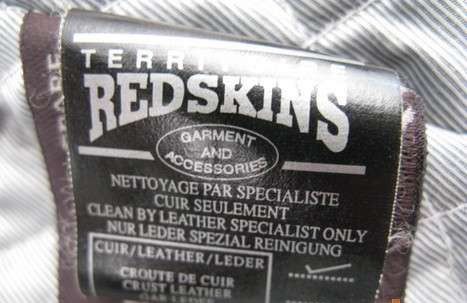 REDSKINS
GARMENT
AND
ACCESSORIES
NETTOYAGE PAR SPECIALISTE
CUIR SEULEMENT
CLEAN BY LEATHER SPECIALIST ONLY
NUR LEDER SPEZIAL REINIGUNG
CUIR/LEATHER/LEDER
CROUTE DE CUIR
CRUST LEATHER